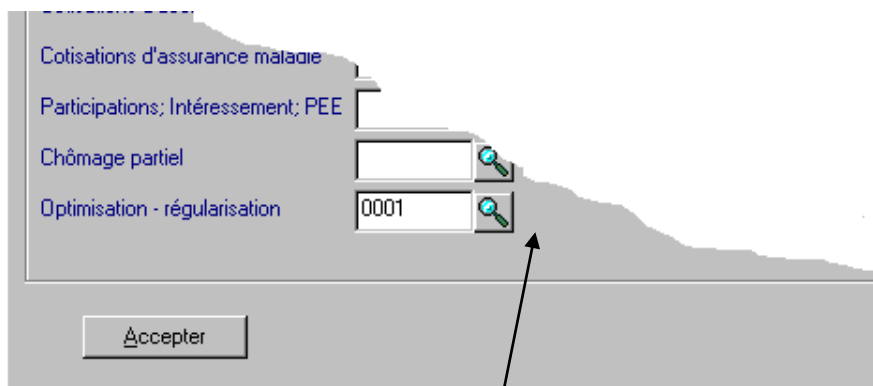 Cotisations d'assurance maladie
Participations; Intéressement; PEE
Chômage partiel
Optimisation - régularisation 0001
Accepter